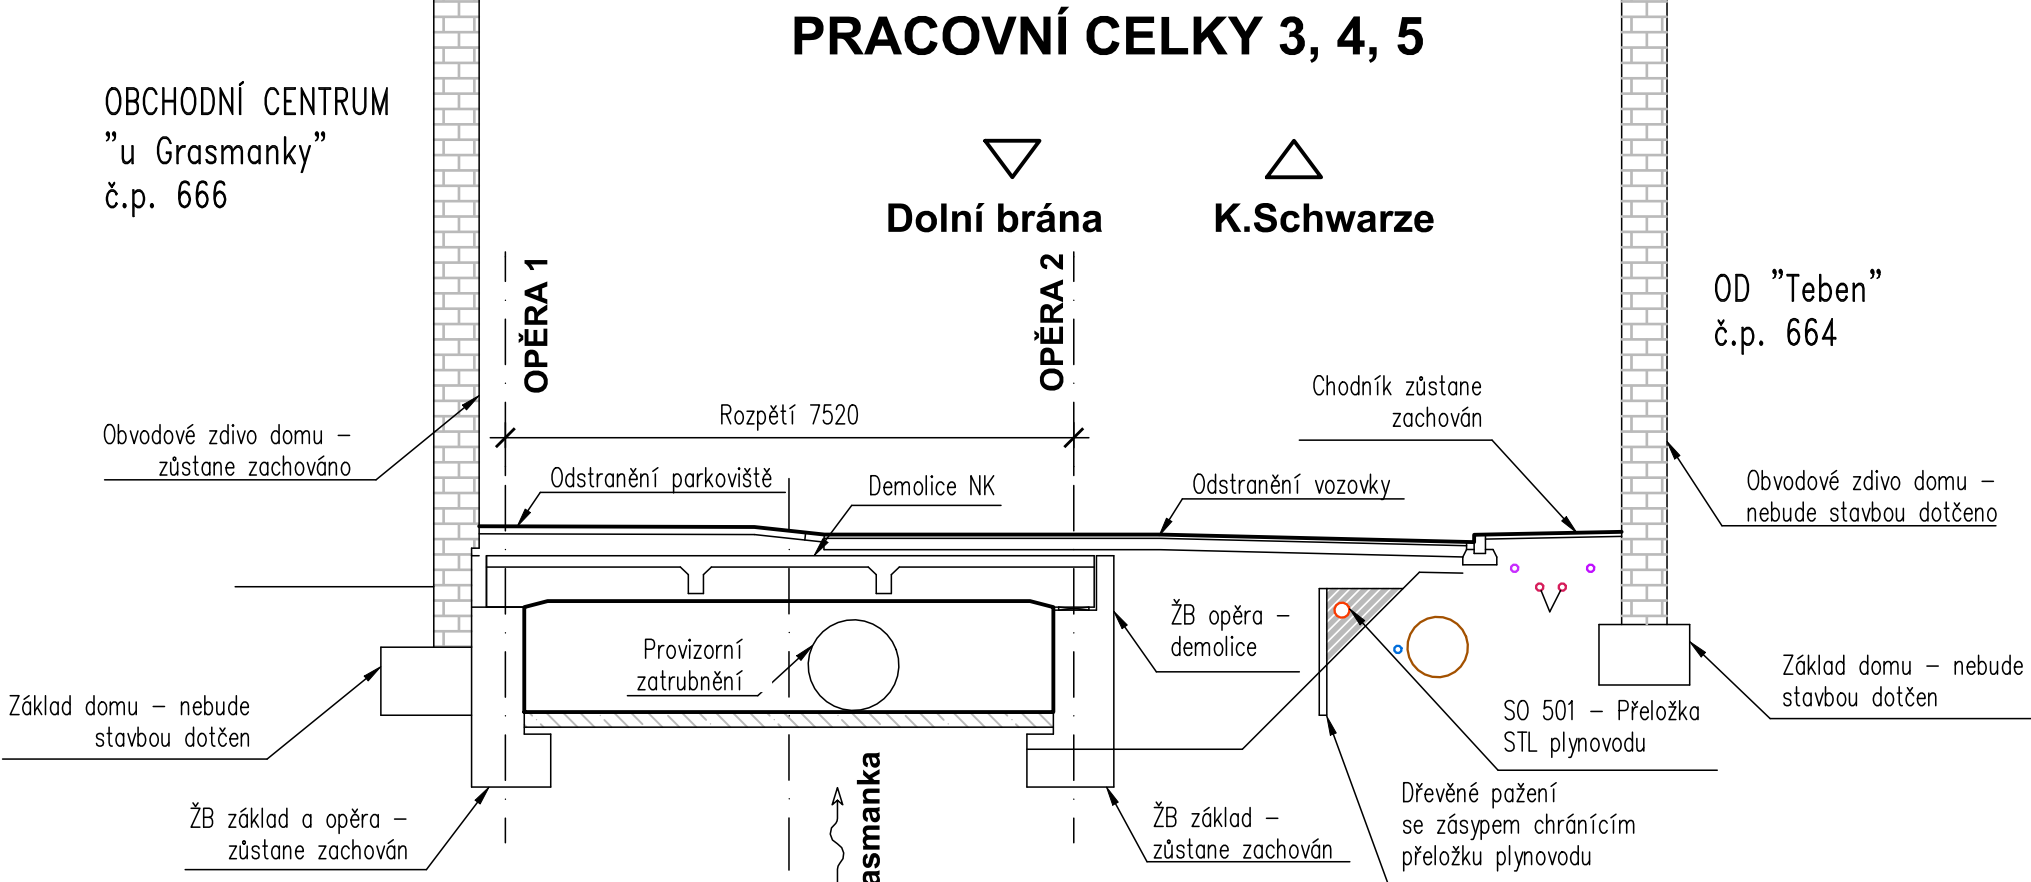 PRACOVNÍ CELKY 3, 4, 5
OBCHODNÍ CENTRUM
”u Grasmanky”
č.p. 666
Dolní brána
K.Schwarze
OPĚRA 1
OPĚRA 2
OD ”Teben”
č.p. 664
Rozpětí 7520
Chodník zůstane
zachován
Obvodové zdivo domu –
zůstane zachováno
Odstranění parkoviště
Demolice NK
Odstranění vozovky
Obvodové zdivo domu –
nebude stavbou dotčeno
ŽB opěra –
demolice
Provizorní
zatrubnění
Základ domu – nebude
stavbou dotčen
Základ domu – nebude
stavbou dotčen
SO 501 – Přeložka
STL plynovodu
asmanka
ŽB základ a opěra –
zůstane zachován
ŽB základ –
zůstane zachován
Dřevěné pažení
se zásypem chránícím
přeložku plynovodu